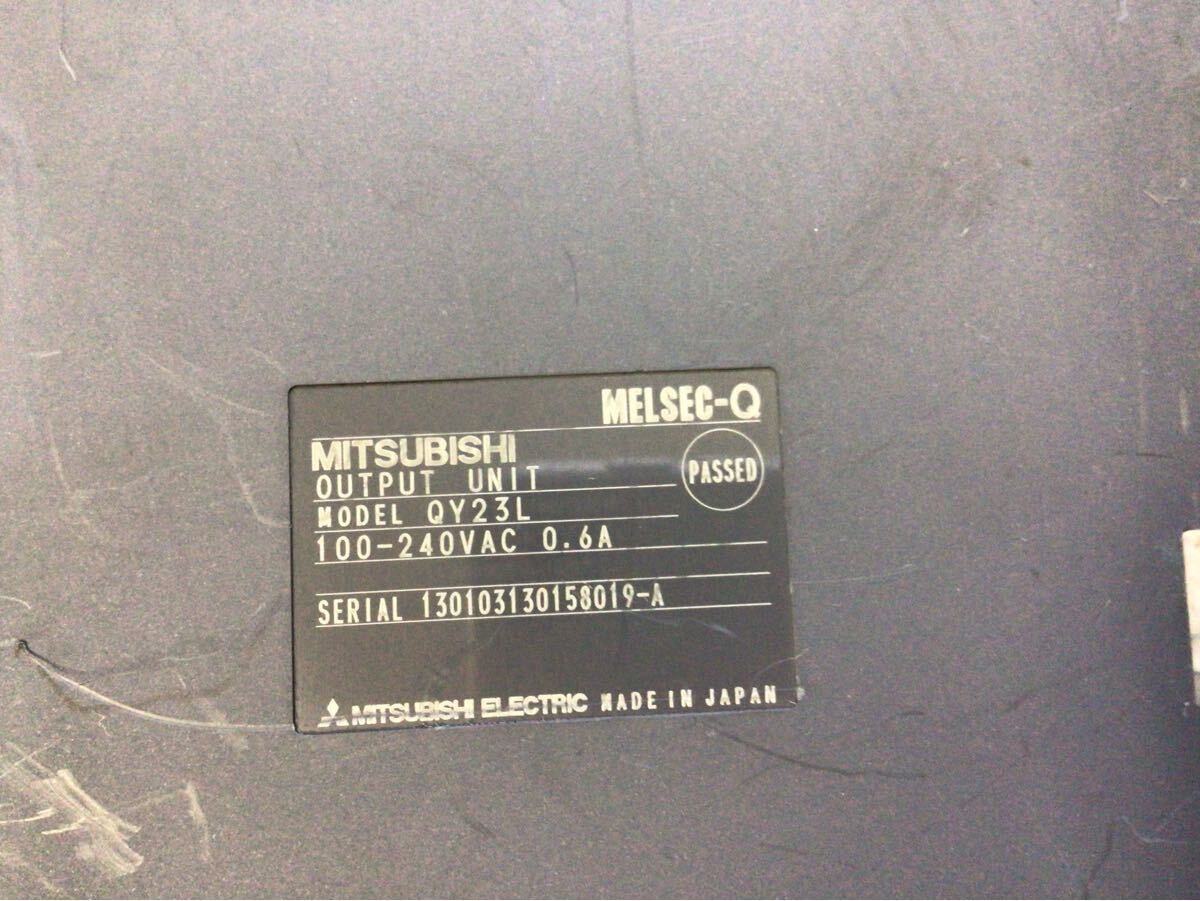 MELSEC-Q
MITSUBISHI
OUTPUT UNIT
PASSED
MODEL QY23L
100-240VAC 0.6A
SERIAL 130103130158019-A
MITSUBISHI ELECTRIC MADE IN JAPAN